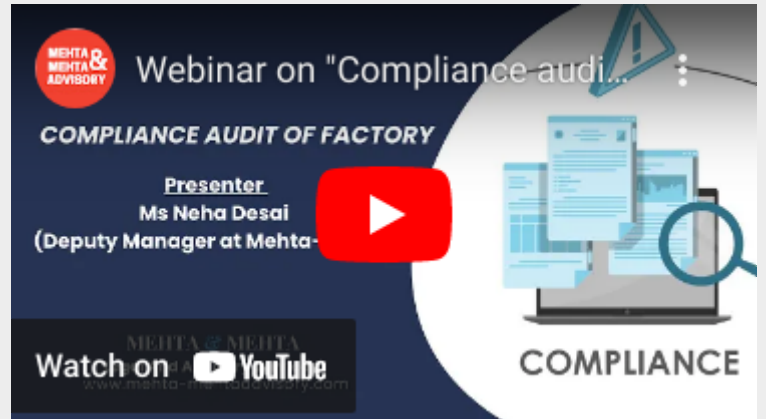 MEHTA &
MEHTA
ADVISORY
Webinar on "Compliance audi...
COMPLIANCE AUDIT OF FACTORY
Presenter
Ms Neha Desai
(Deputy Manager at Mehta-
MEHTA & MEHTA
Watch on YouTube
COMPLIANCE